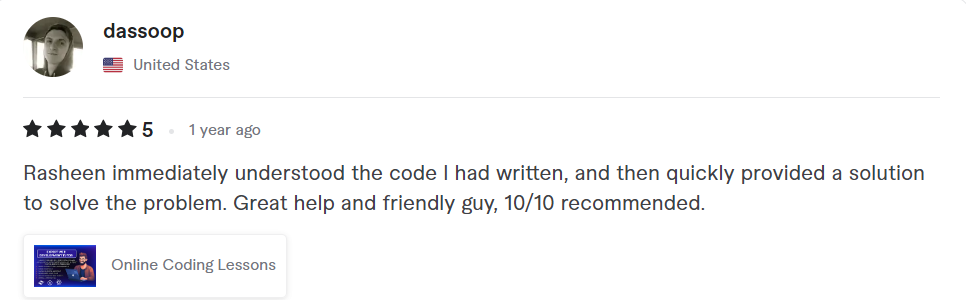 dassoop
United States
5
1 year ago
Rasheen immediately understood the code I had written, and then quickly provided a solution
to solve the problem. Great help and friendly guy, 10/10 recommended.
Online Coding Lessons